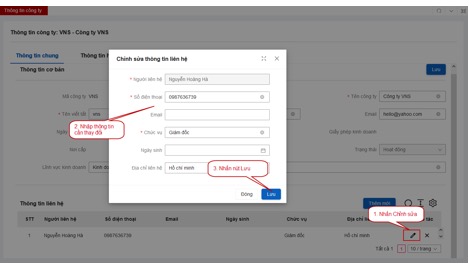 Thông tin công ty
Thông tin công ty: VNS - Công ty VNS
Thông tin chung
Thông tin h
Thông tin cơ bản
Lưu
Mã công ty VNS
* Tên công ty Công ty VNS
* Tên viết tắt vns
Email hello@yahoo.com
Ngày
Giấy phép kinh doanh
Nơi cấp
Trạng thái Hoạt động
Lĩnh vực kinh doanh Kinh do
Chỉnh sửa thông tin liên hệ
* Người liên hệ Nguyễn Hoàng Hà
* Số điện thoại 0987636739
Email
* Chức vụ Giám đốc
Ngày sinh
Địa chỉ liên hệ Hồ chí minh
Đóng Lưu
2. Nhập thông tin
cần thay đổi
3. Nhấn nút Lưu
1. Nhấn Chỉnh sửa
Thông tin liên hệ
Thêm mới
STT Người liên hệ Số điện thoại Email Ngày sinh Chức vụ Địa chỉ tác
1 Nguyễn Hoàng Hà 0987636739 Giám đốc Hồ chí minh
Tất cả 1 1 10 / trang